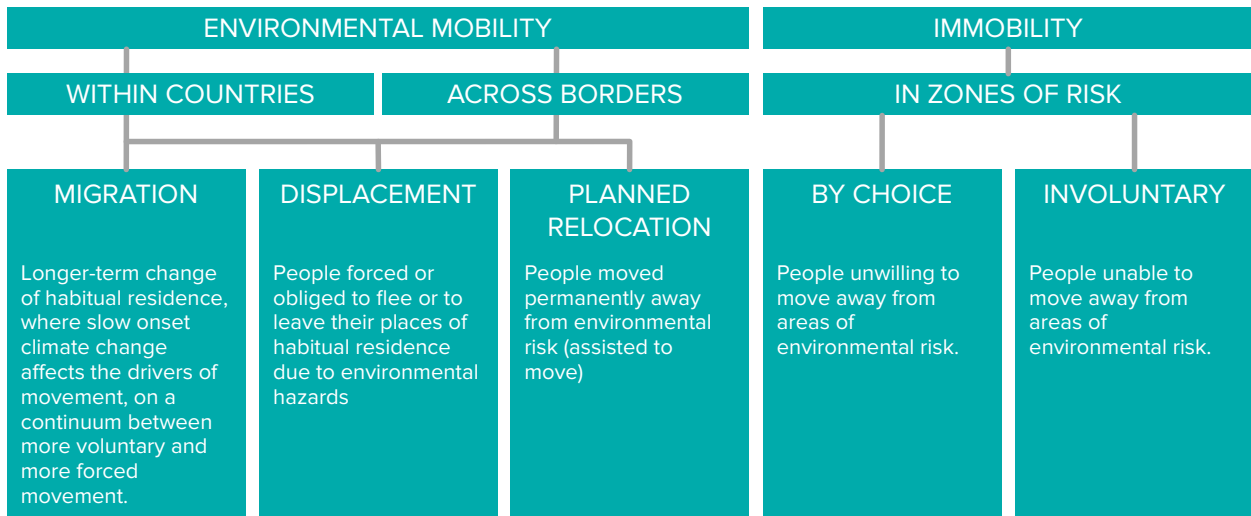 ENVIRONMENTAL MOBILITY
IMMOBILITY
WITHIN COUNTRIES
ACROSS BORDERS
IN ZONES OF RISK
MIGRATION
Longer-term change
of habitual residence,
where slow onset
climate change
affects the drivers of
movement, on a
continuum between
more voluntary and
more forced
movement.
DISPLACEMENT
People forced or
obliged to flee or to
leave their places of
habitual residence
due to environmental
hazards
PLANNED
RELOCATION
People moved
permanently away
from environmental
risk (assisted to
move)
BY CHOICE
People unwilling to
move away from
areas of
environmental risk.
INVOLUNTARY
People unable to
move away from
areas of
environmental risk.